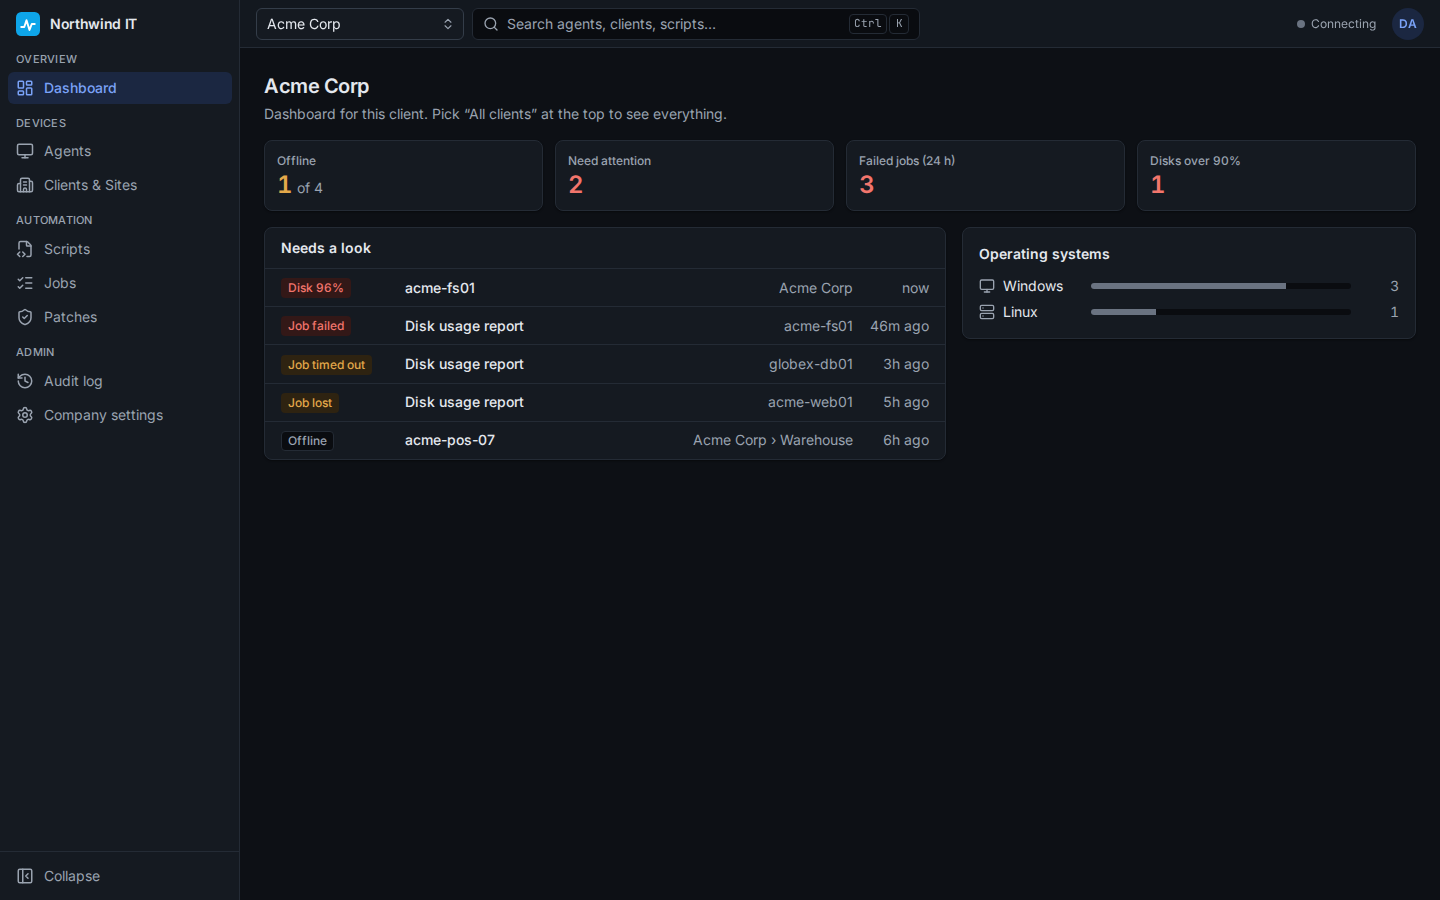 Northwind IT
OVERVIEW
Dashboard
DEVICES
Agents
Clients & Sites
AUTOMATION
Scripts
Jobs
Patches
ADMIN
Audit log
Company settings
Collapse
Acme Corp
Search agents, clients, scripts...
Ctrl K
Connecting
DA
Acme Corp
Dashboard for this client. Pick “All clients” at the top to see everything.
Offline
1 of 4
Need attention
2
Failed jobs (24 h)
3
Disks over 90%
1
Needs a look
Disk 96% acme-fs01 Acme Corp now
Job failed Disk usage report acme-fs01 46m ago
Job timed out Disk usage report globex-db01 3h ago
Job lost Disk usage report acme-web01 5h ago
Offline acme-pos-07 Acme Corp › Warehouse 6h ago
Operating systems
Windows 3
Linux 1